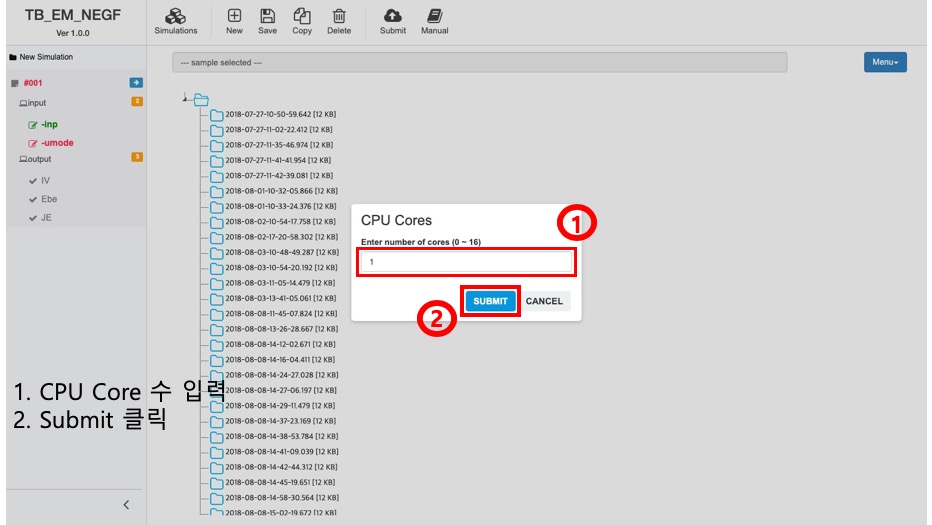 TB_EM_NEGF
Ver 1.0.0
Simulations New Save Copy Delete Submit Manual
New Simulation
--- sample selected ---
Menu
#001
input 2
-inp
-umode
output 3
IV
Ebe
JE
2018-07-27-10-50-59.642 [12 KB]
2018-07-27-11-02-22.412 [12 KB]
2018-07-27-11-35-46.974 [12 KB]
2018-07-27-11-41-41.954 [12 KB]
2018-07-27-11-42-39.081 [12 KB]
2018-08-01-10-32-05.866 [12 KB]
2018-08-01-10-33-24.376 [12 KB]
2018-08-02-10-54-17.758 [12 KB]
2018-08-02-17-20-58.302 [12 KB]
2018-08-03-10-48-49.287 [12 KB]
2018-08-03-10-54-20.192 [12 KB]
2018-08-03-11-05-14.479 [12 KB]
2018-08-03-13-41-05.061 [12 KB]
2018-08-08-11-45-07.824 [12 KB]
2018-08-08-13-26-28.667 [12 KB]
2018-08-08-14-12-02.671 [12 KB]
2018-08-08-14-16-04.411 [12 KB]
2018-08-08-14-24-27.028 [12 KB]
2018-08-08-14-27-06.197 [12 KB]
2018-08-08-14-29-11.479 [12 KB]
2018-08-08-14-37-23.169 [12 KB]
2018-08-08-14-38-53.784 [12 KB]
2018-08-08-14-41-09.039 [12 KB]
2018-08-08-14-42-44.312 [12 KB]
2018-08-08-14-45-19.651 [12 KB]
2018-08-08-14-58-30.564 [12 KB]
2018-08-08-15-02-19.672 [12 KB]
CPU Cores
1
Enter number of cores (0 ~ 16)
1
SUBMIT CANCEL
2
1. CPU Core 수 입력
2. Submit 클릭